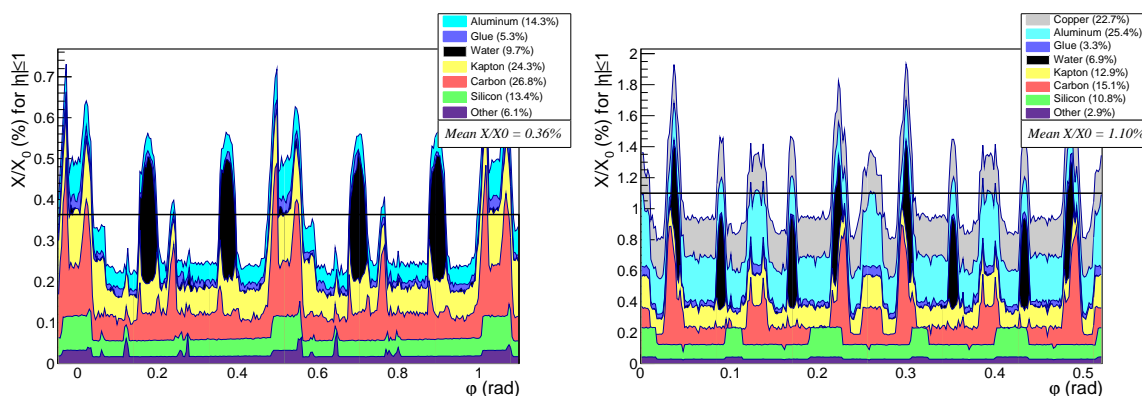 Aluminum (14.3%)
Glue (5.3%)
Water (9.7%)
Kapton (24.3%)
Carbon (26.8%)
Silicon (13.4%)
Other (6.1%)
Mean X/X0 = 0.36%
X/X0 (%) for |η|≤1
0.7
0.6
0.5
0.4
0.3
0.2
0.1
0
0 0.2 0.4 0.6 0.8 1
φ (rad)
Copper (22.7%)
Aluminum (25.4%)
Glue (3.3%)
Water (6.9%)
Kapton (12.9%)
Carbon (15.1%)
Silicon (10.8%)
Other (2.9%)
Mean X/X0 = 1.10%
X/X0 (%) for |η|≤1
2
1.8
1.6
1.4
1.2
1
0.8
0.6
0.4
0.2
0
0 0.1 0.2 0.3 0.4 0.5
φ (rad)